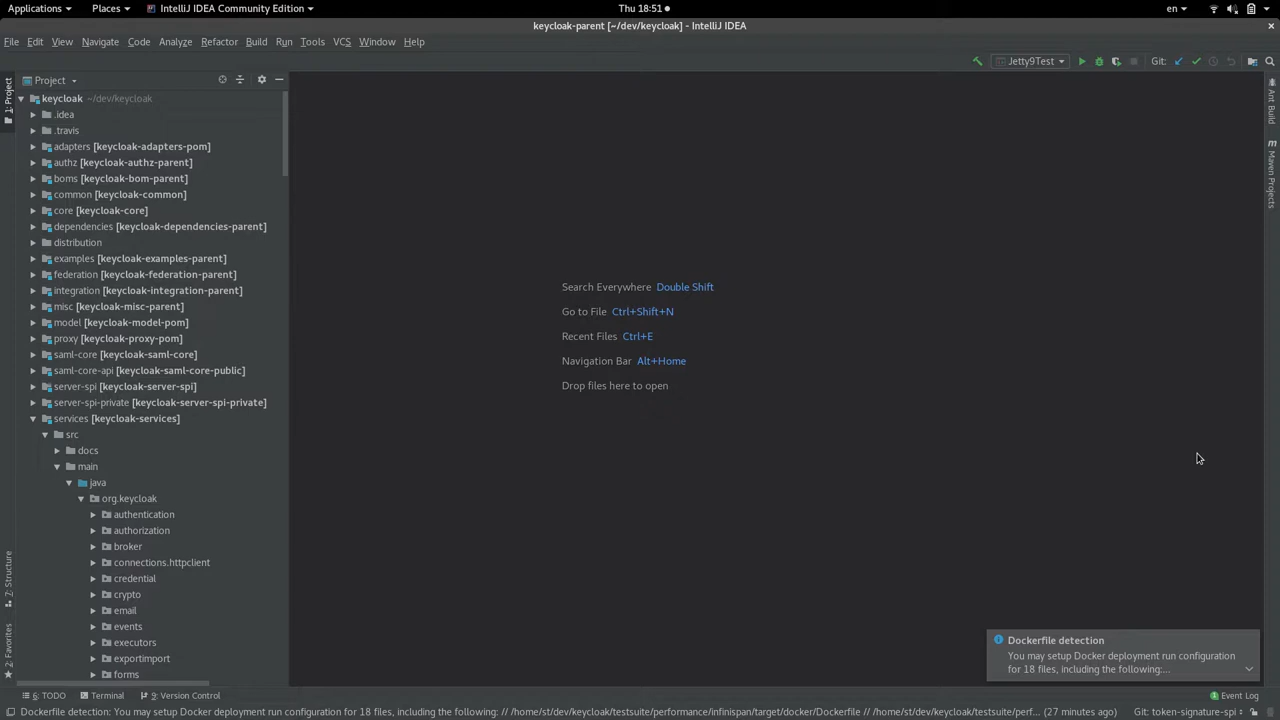 Applications
Places
IntelliJ IDEA Community Edition
Thu 18:51
en
keycloak-parent [~/dev/keycloak] - IntelliJ IDEA
File Edit View Navigate Code Analyze Refactor Build Run Tools VCS Window Help
Jetty9Test
Git:
Project
1: Project
keycloak ~/dev/keycloak
.idea
.travis
adapters [keycloak-adapters-pom]
authz [keycloak-authz-parent]
boms [keycloak-bom-parent]
common [keycloak-common]
core [keycloak-core]
dependencies [keycloak-dependencies-parent]
distribution
examples [keycloak-examples-parent]
federation [keycloak-federation-parent]
integration [keycloak-integration-parent]
misc [keycloak-misc-parent]
model [keycloak-model-pom]
proxy [keycloak-proxy-pom]
saml-core [keycloak-saml-core]
saml-core-api [keycloak-saml-core-public]
server-spi [keycloak-server-spi]
server-spi-private [keycloak-server-spi-private]
services [keycloak-services]
src
docs
main
java
org.keycloak
authentication
authorization
broker
connections.httpclient
credential
crypto
email
events
executors
exportimport
forms
7: Structure
2: Favorites
Search Everywhere Double Shift
Go to File Ctrl+Shift+N
Recent Files Ctrl+E
Navigation Bar Alt+Home
Drop files here to open
Ant Build
m
Maven Projects
Dockerfile detection
You may setup Docker deployment run configuration
for 18 files, including the following:...
6: TODO
Terminal
9: Version Control
1 Event Log
Dockerfile detection: You may setup Docker deployment run configuration for 18 files, including the following: // /home/st/dev/keycloak/testsuite/performance/infinispan/target/docker/Dockerfile // /home/st/dev/keycloak/testsuite/perf... (27 minutes ago)
Git: token-signature-spi